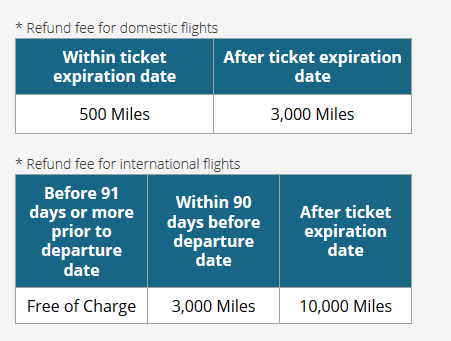 * Refund fee for domestic flights
Within ticket
expiration date
After ticket expiration
date
500 Miles
3,000 Miles
* Refund fee for international flights
Before 91
days or more
prior to
departure
date
Within 90
days before
departure
date
After ticket
expiration
date
Free of Charge
3,000 Miles
10,000 Miles